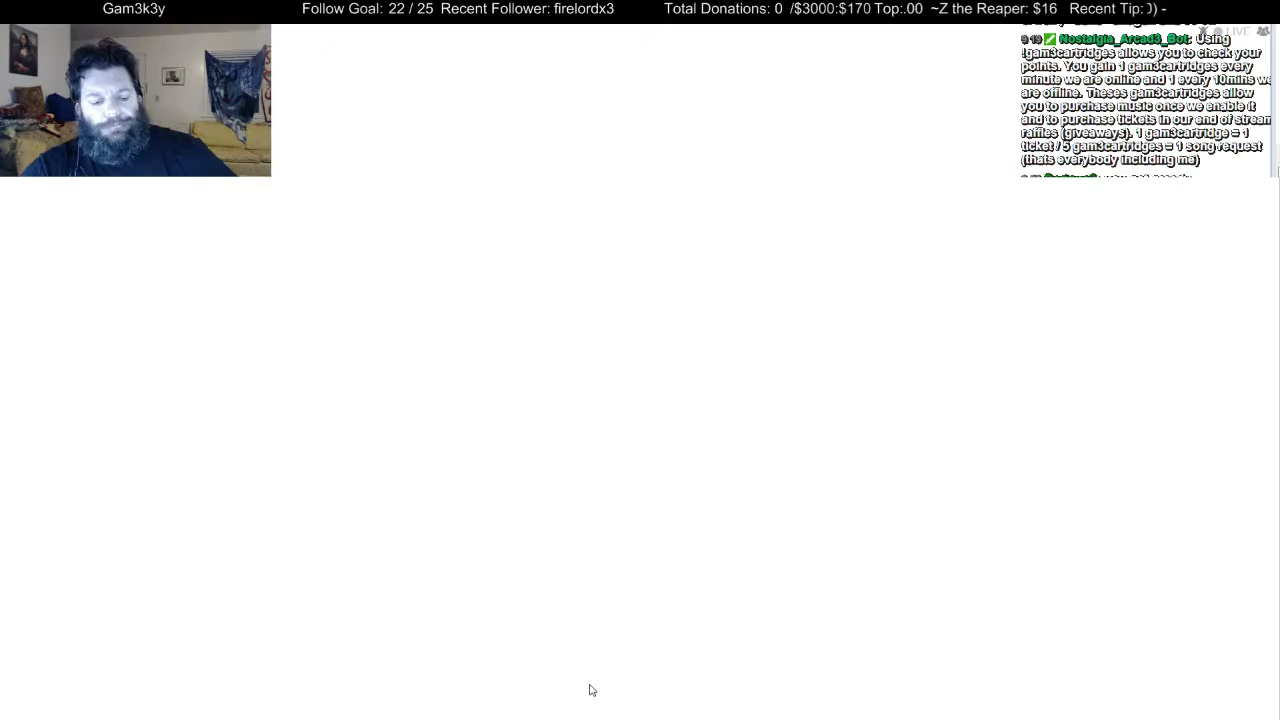 Gam3k3y Follow Goal: 22 / 25 Recent Follower: firelordx3 Total Donations: 0 /$3000:$170 Top:.00 ~Z the Reaper: $16 Recent Tip: )) -
LIVE
9:19 Nostalgia_Arcad3_Bot: Using
!gam3cartridges allows you to check your
points. You gain 1 gam3cartridges every
minute we are online and 1 every 10mins we
are offline. Theses gam3cartridges allow
you to purchase music once we enable it
and to purchase tickets in our end of stream
raffles (giveaways). 1 gam3cartridge = 1
ticket / 5 gam3cartridges = 1 song request
(thats everybody including me)